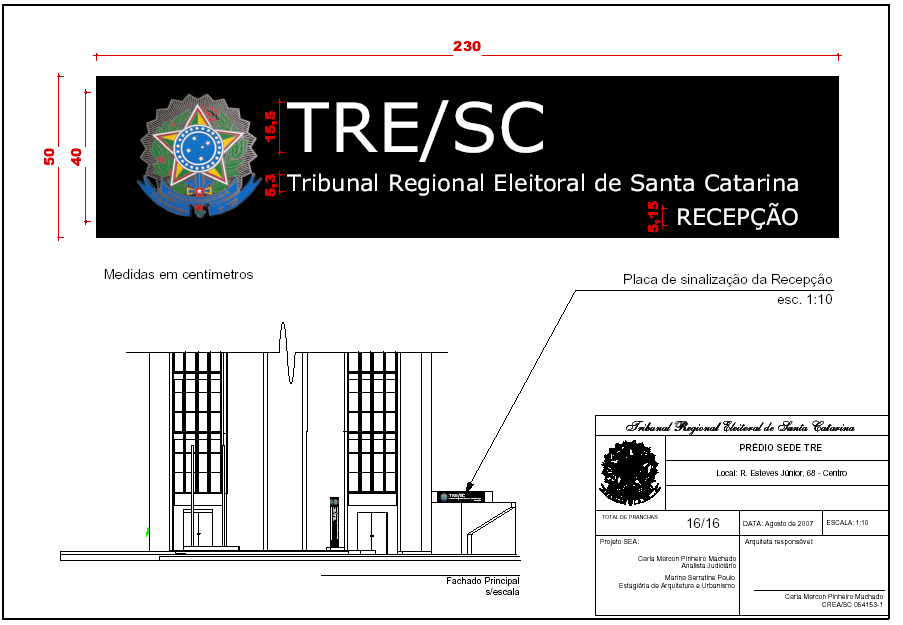 230
50
40
15,5
TRE/SC
5,3
Tribunal Regional Eleitoral de Santa Catarina
5,15
RECEPÇÃO
Medidas em centímetros
Placa de sinalização da Recepção
esc. 1:10
TRE/SC
Fachado Principal
s/escala
Tribunal Regional Eleitoral de Santa Catarina
PRÉDIO SEDE TRE
Local: R. Esteves Júnior, 68 - Centro
TOTAL DE PRANCHAS
16/16
DATA: Agosto de 2007
ESCALA: 1:10
Projeto SEA:
Carla Mercon Pinheiro Machado
Analista Judiciário
Marina Serratine Paulo
Estagiária de Arquitetura e Urbanismo
Arquiteta responsável:
Carla Mercon Pinheiro Machado
CREA/SC 054153-1